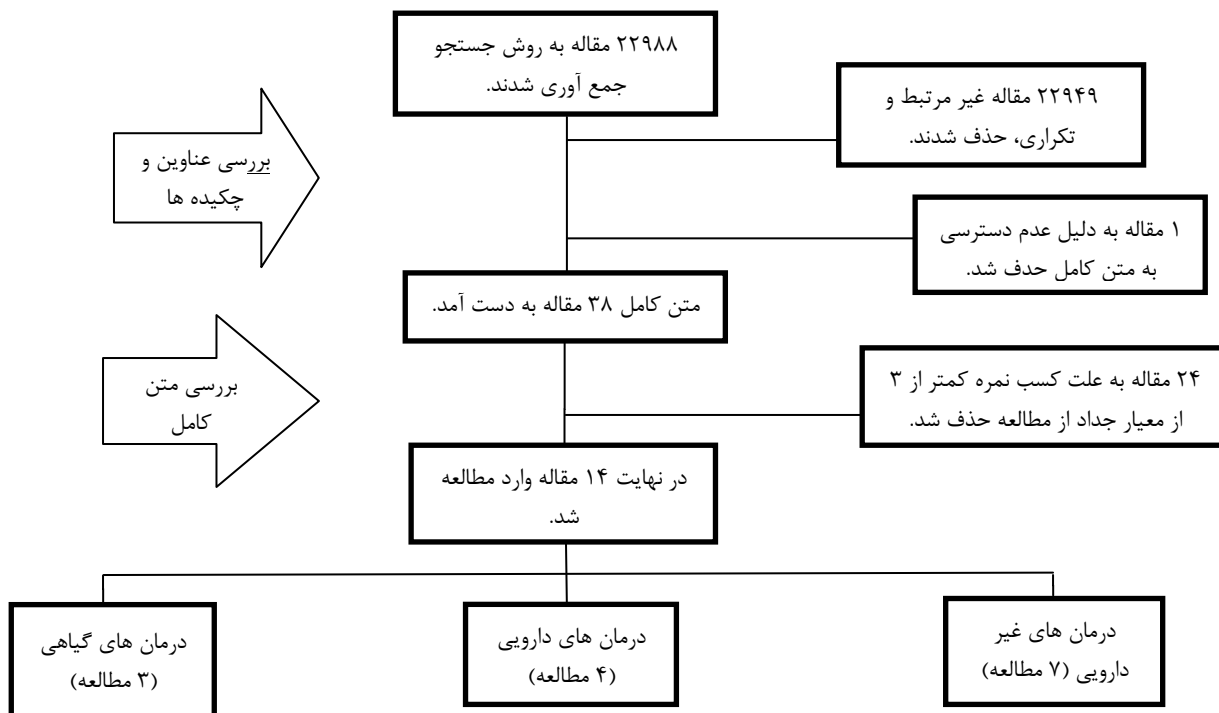 ۲۲۹۸۸ مقاله به روش جستجو
جمع آوری شدند.
۲۲۹۴۹ مقاله غیر مرتبط و
تکراری، حذف شدند.
بررسی عناوین و
چکیده ها
۱ مقاله به دلیل عدم دسترسی
به متن کامل حدف شد.
متن کامل ۳۸ مقاله به دست آمد.
بررسی متن
کامل
۲۴ مقاله به علت کسب نمره کمتر از ۳
از معیار جداد از مطالعه حذف شد.
در نهایت ۱۴ مقاله وارد مطالعه
شد.
درمان های غیر
دارویی (۷ مطالعه)
درمان های دارویی
(۴ مطالعه)
درمان های گیاهی
(۳ مطالعه)